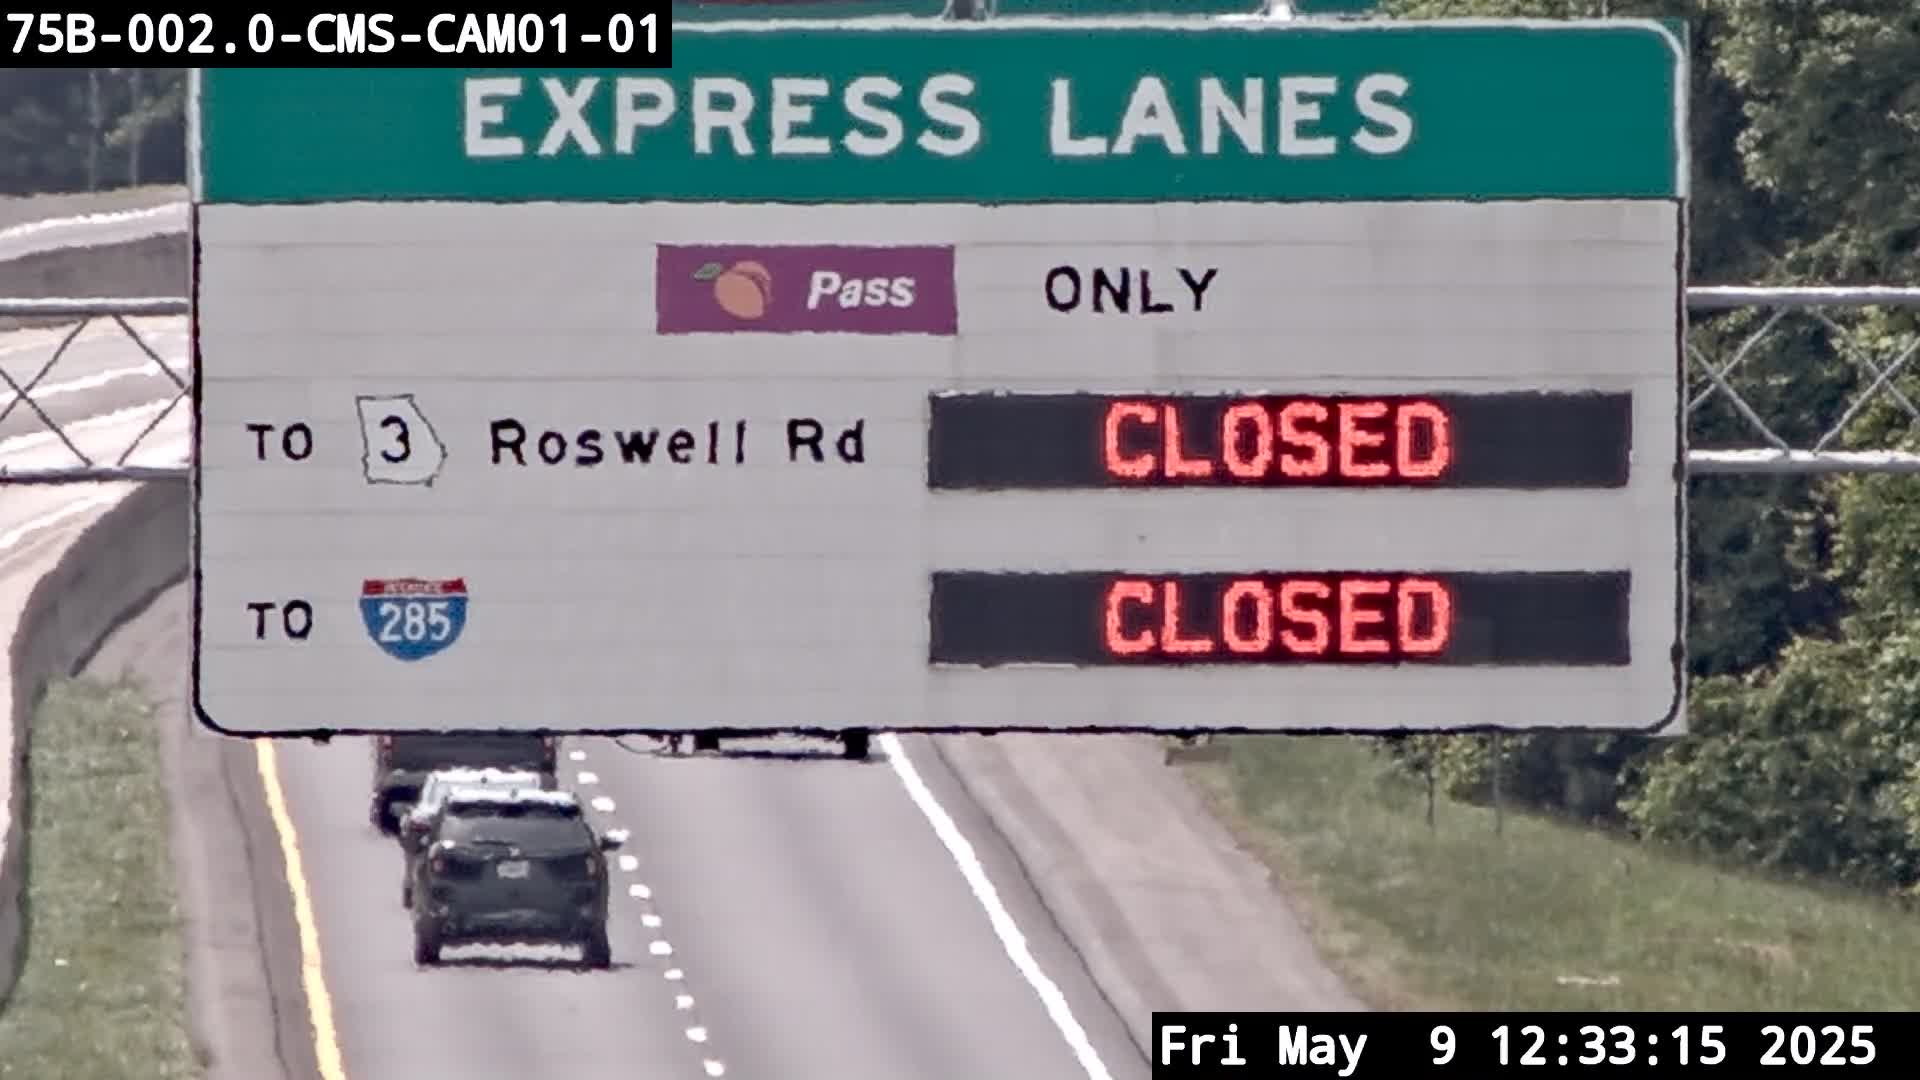 75B-002.0-CMS-CAM01-01
EXPRESS LANES
Pass ONLY
TO 3 Roswell Rd CLOSED
TO 285 CLOSED
Fri May 9 12:33:15 2025